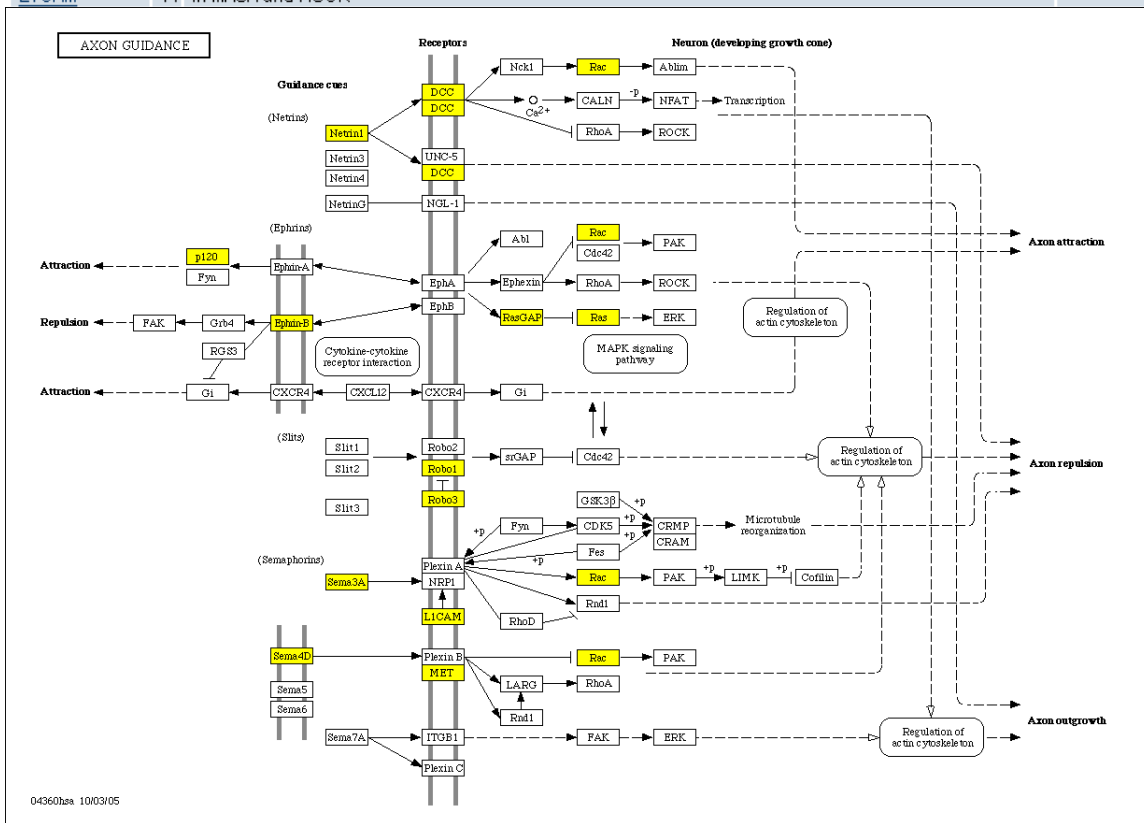 AXON GUIDANCE
Receptors
Neuron (developing growth cone)
Guidance cues
(Netrins)
Nck1
Rac
Ablim
DCC
DCC
Ca2+
CALN
-p
NFAT
Transcription
Netrin1
RhoA
ROCK
Netrin3
Netrin4
UNC-5
DCC
NetrinG
NGL-1
(Ephrins)
Abl
Rac
Cdc42
PAK
Axon attraction
p120
Fyn
Attraction
Ephrin-A
EphA
Ephexin
RhoA
ROCK
EphB
Regulation of
actin cytoskeleton
Repulsion
FAK
Grb4
Ephrin-B
RasGAP
Ras
ERK
RGS3
Cytokine-cytokine
receptor interaction
MAPK signaling
pathway
Attraction
Gi
CXCR4
CXCL12
CXCR4
Gi
(Slits)
Slit1
Slit2
Robo2
Robo1
srGAP
Cdc42
Regulation of
actin cytoskeleton
Axon repulsion
Slit3
Robo3
GSK3β
+p
+p
Fyn
CDK5
+p
CRMP
CRAM
Microtubule
reorganization
Fes
+p
+p
(Semaphorins)
Plexin A
NRP1
Sema3A
Rac
PAK
+p
LIMK
+p
Cofilin
Rnd1
L1CAM
RhoD
Sema4D
Plexin B
MET
Rac
PAK
Sema5
Sema6
LARG
RhoA
Rnd1
Axon outgrowth
Sema7A
ITGB1
FAK
ERK
Regulation of
actin cytoskeleton
Plexin C
04360hsa 10/03/05